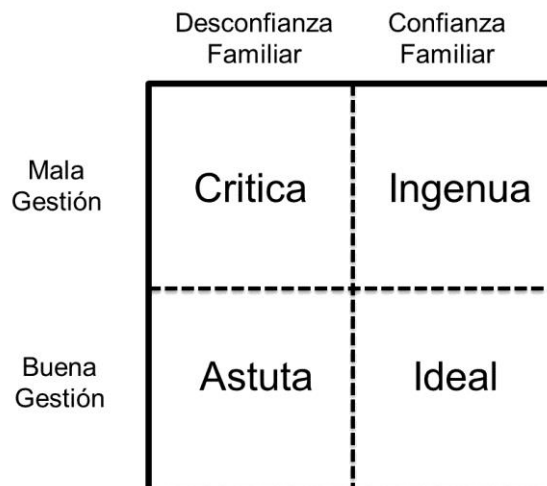 Desconfianza Confianza
Familiar Familiar
Mala
Gestión
Critica Ingenua
Buena
Gestión
Astuta Ideal